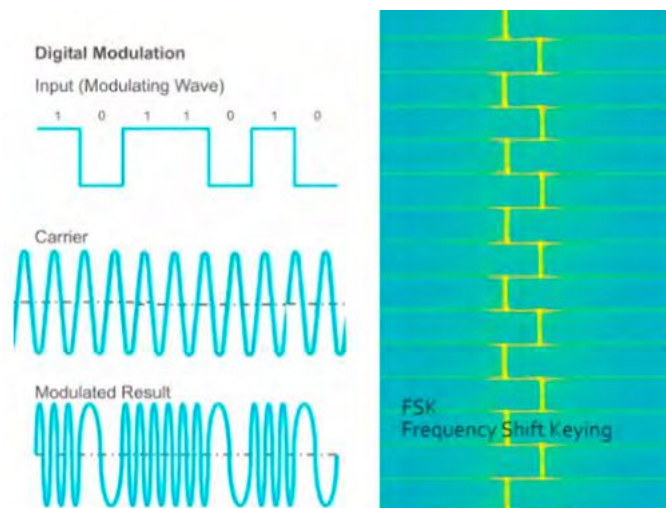 Digital Modulation
Input (Modulating Wave)
1 0 1 1 0 1 0
Carrier
Modulated Result
FSK
Frequency Shift Keying